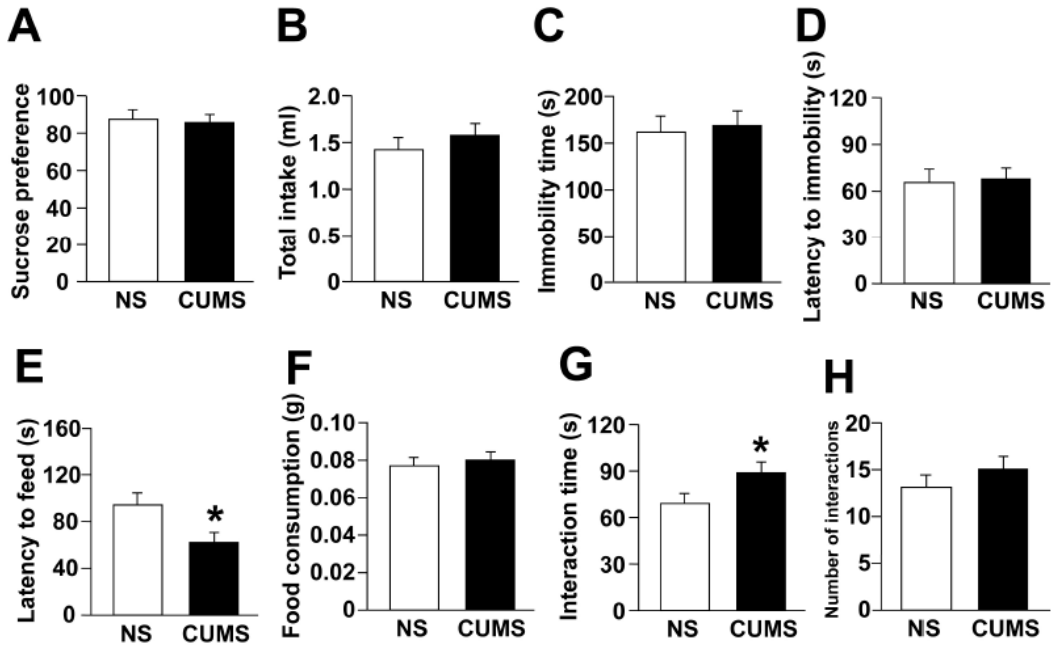 A
B
C
D
Sucrose preference
100
80
60
40
20
0
NS CUMS
Total intake (ml)
2.0
1.5
1.0
0.5
0
NS CUMS
Immobility time (s)
200
150
100
50
0
NS CUMS
Latency to immobility (s)
120
90
60
30
0
NS CUMS
E
F
G
H
Latency to feed (s)
160
120
80
40
0
*
NS CUMS
Food consumption (g)
0.10
0.08
0.06
0.04
0.02
0
NS CUMS
Interaction time (s)
120
90
60
30
0
*
NS CUMS
Number of interactions
20
15
10
5
0
NS CUMS